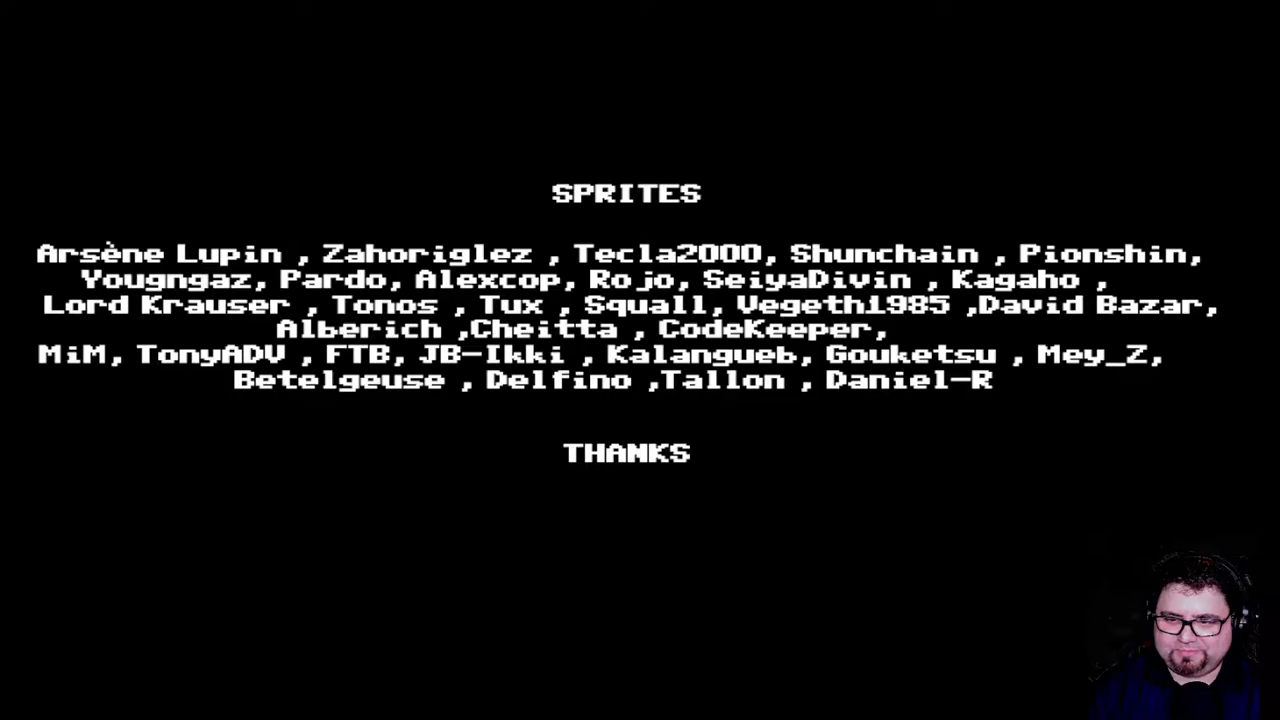 SPRITES
Arsène Lupin , Zahoriglez , Tecla2000, Shunchain , Pionshin,
Yougngaz, Pardo, Alexcop, Rojo, SeiyaDivin , Kagaho ,
Lord Krauser , Tonos , Tux , Squall, Vegeth1985 ,David Bazar,
Alberich ,Cheitta , CodeKeeper,
MiM, TonyADV , FTB, JB-Ikki , Kalangueb, Gouketsu , Mey_Z,
Betelgeuse , Delfino ,Tallon , Daniel-R
THANKS